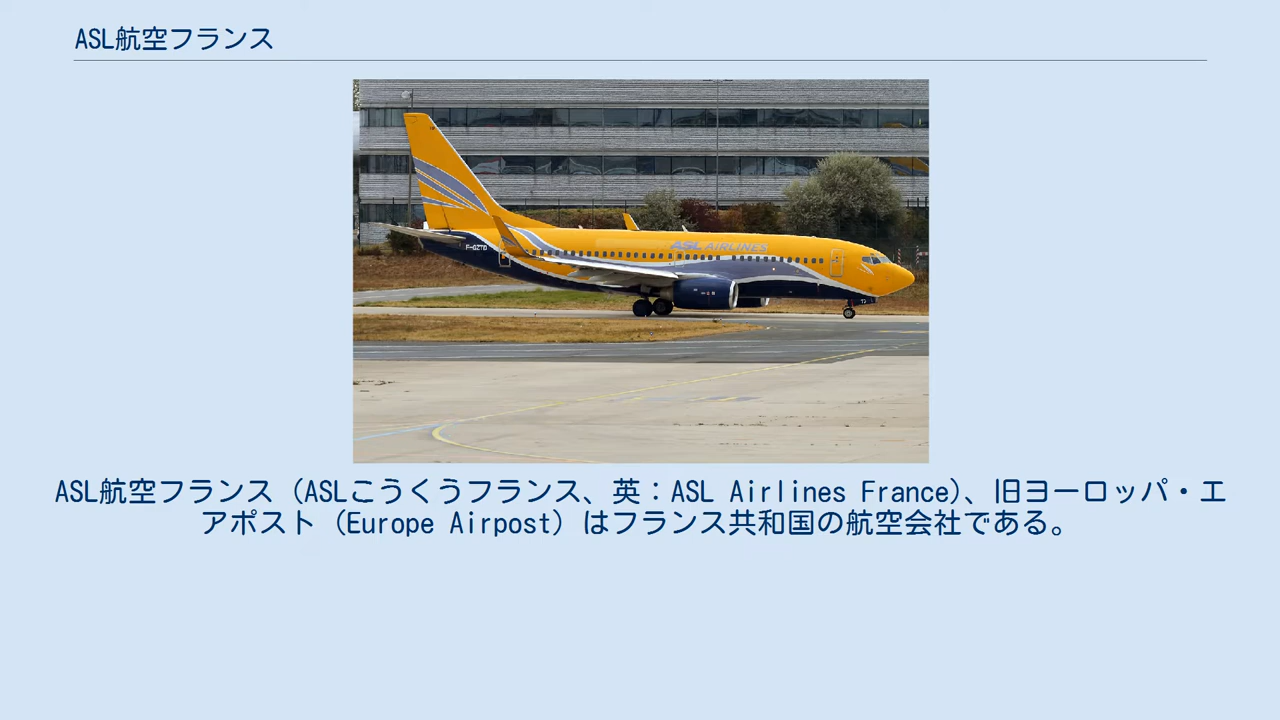 ASL航空フランス
ASL AIRLINES
F-GZTD
TD
ASL航空フランス（ASLこうくうフランス、英：ASL Airlines France）、旧ヨーロッパ・エ
アポスト（Europe Airpost）はフランス共和国の航空会社である。